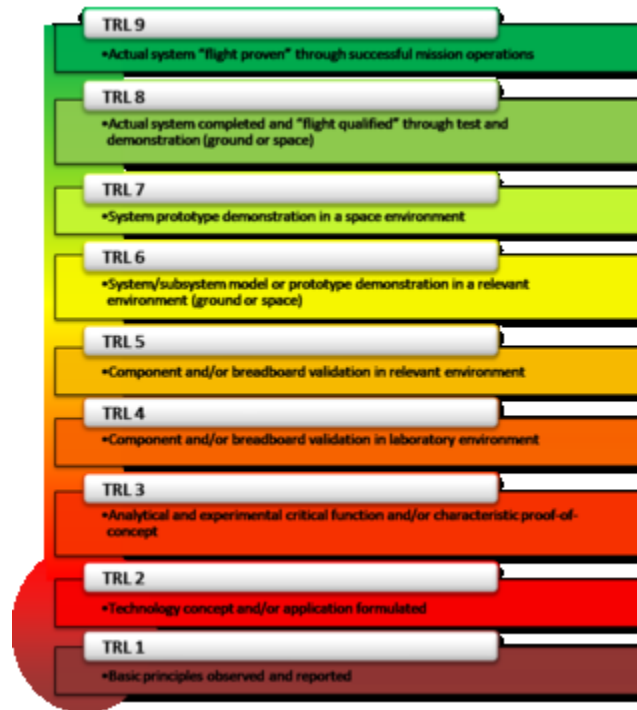 TRL 9
•Actual system "flight proven" through successful mission operations
TRL 8
•Actual system completed and "flight qualified" through test and
demonstration (ground or space)
TRL 7
•System prototype demonstration in a space environment
TRL 6
•System/subsystem model or prototype demonstration in a relevant
environment (ground or space)
TRL 5
•Component and/or breadboard validation in relevant environment
TRL 4
•Component and/or breadboard validation in laboratory environment
TRL 3
•Analytical and experimental critical function and/or characteristic proof-of-
concept
TRL 2
•Technology concept and/or application formulated
TRL 1
•Basic principles observed and reported